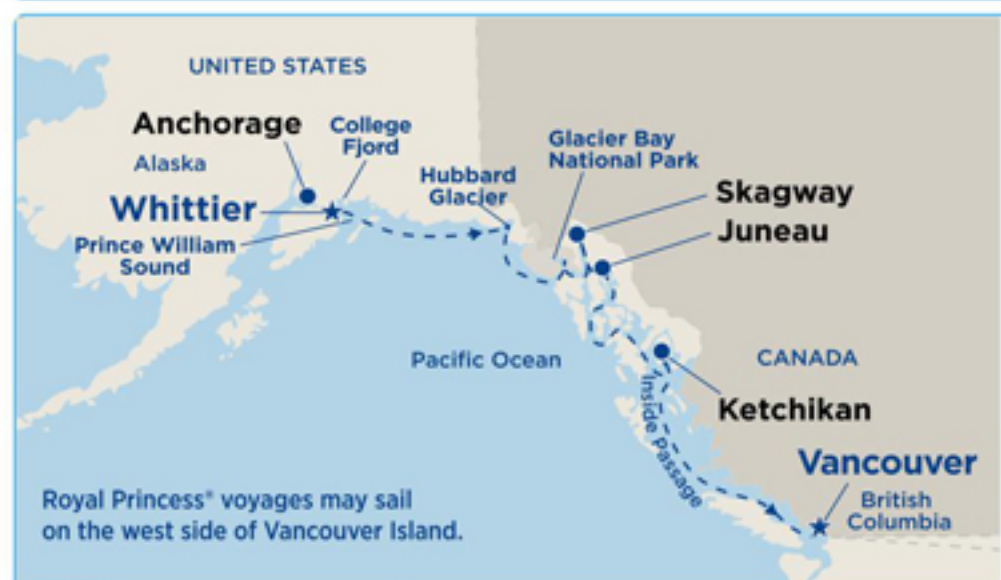 UNITED STATES
Anchorage
College
Fjord
Alaska
Glacier Bay
National Park
Hubbard
Glacier
Skagway
Whittier
Juneau
Prince William
Sound
Pacific Ocean
CANADA
Inside Passage
Ketchikan
Vancouver
British
Columbia
Royal Princess® voyages may sail
on the west side of Vancouver Island.